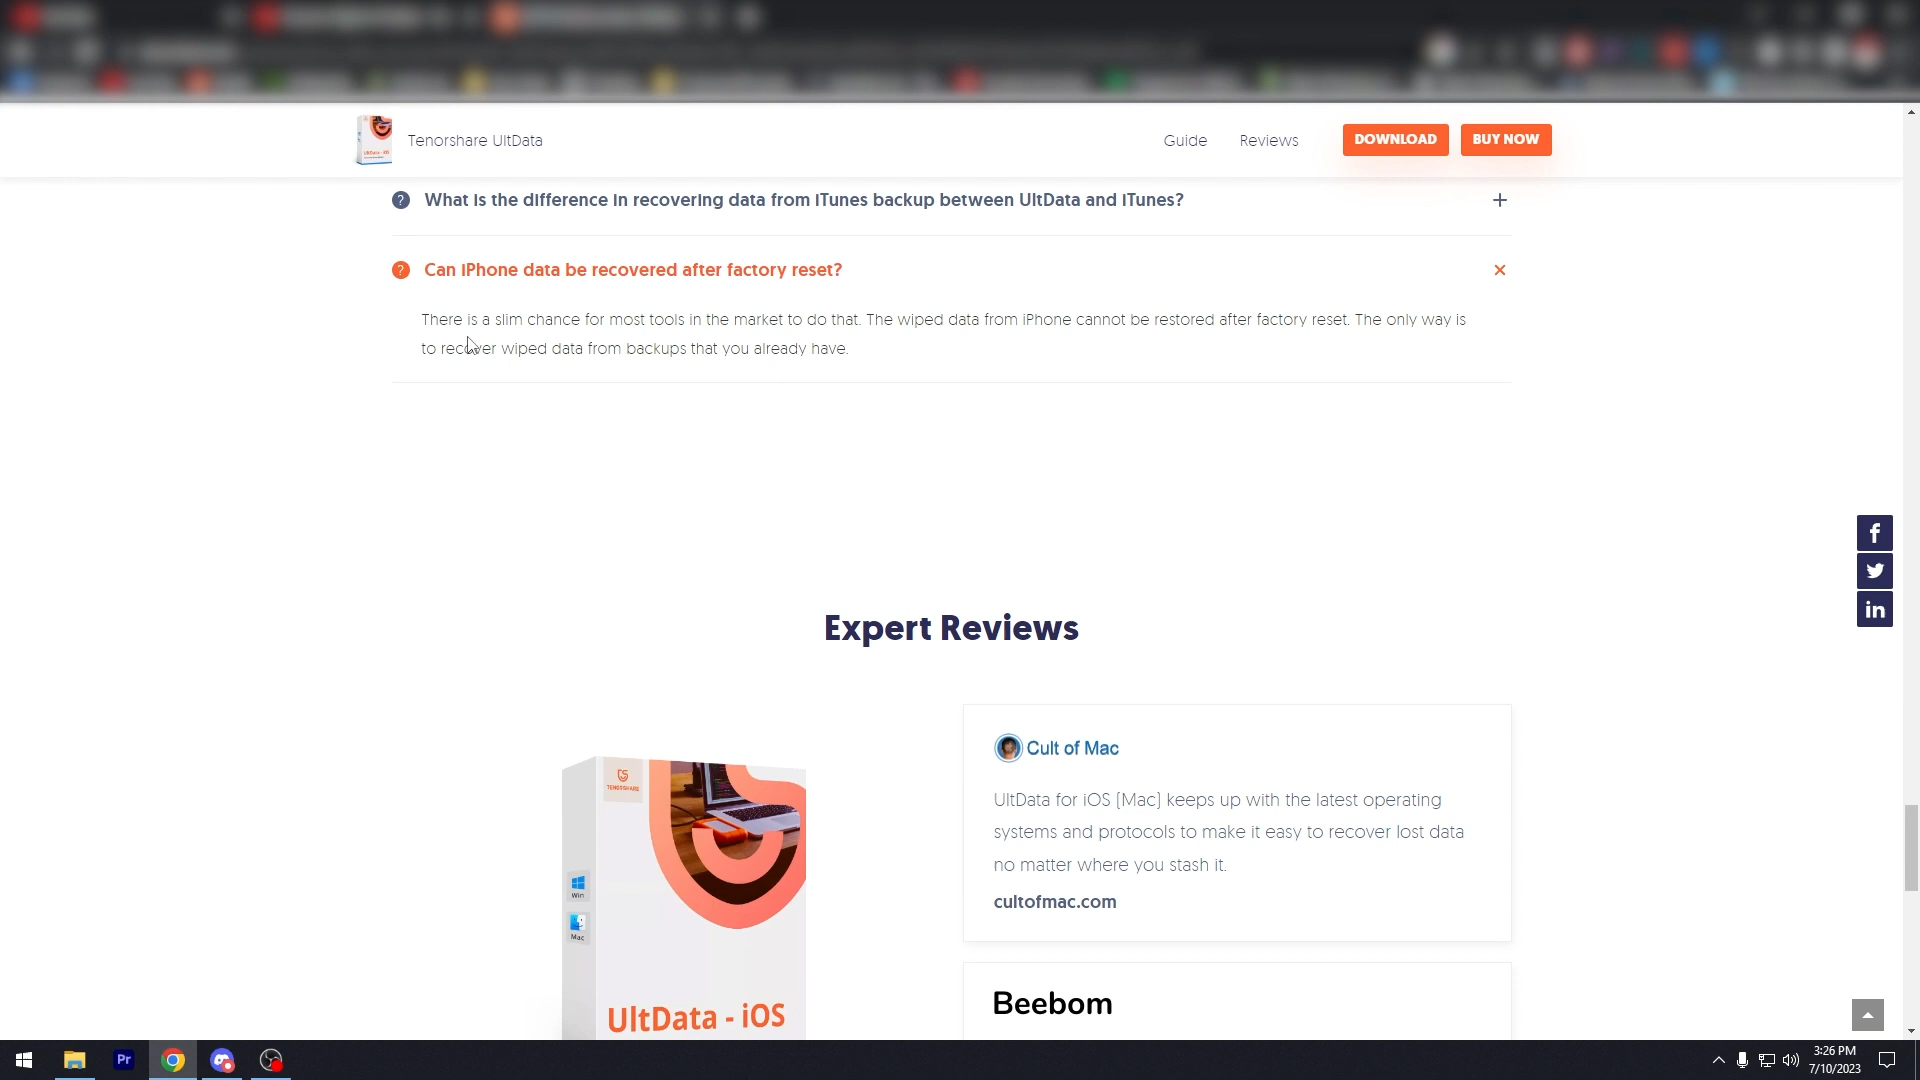 Tenorshare UltData
Guide
Reviews
DOWNLOAD
BUY NOW
What is the difference in recovering data from iTunes backup between UltData and iTunes?
Can iPhone data be recovered after factory reset?
There is a slim chance for most tools in the market to do that. The wiped data from iPhone cannot be restored after factory reset. The only way is
to recover wiped data from backups that you already have.
Expert Reviews
TENORSHARE
Win
Mac
UltData - iOS
Cult of Mac
UltData for iOS (Mac) keeps up with the latest operating
systems and protocols to make it easy to recover lost data
no matter where you stash it.
cultofmac.com
Beebom
Pr
3:26 PM
7/10/2023